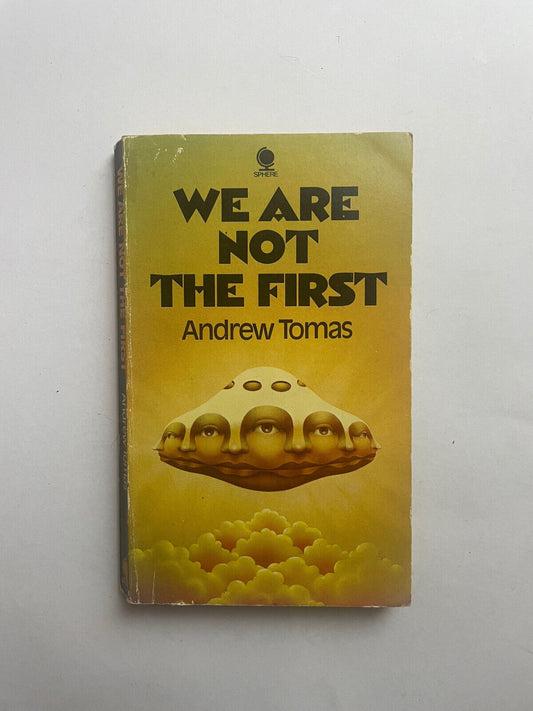 SPHERE
WE ARE
NOT
THE FIRST
Andrew Tomas
WE ARE NOT THE FIRST
Andrew Tomas